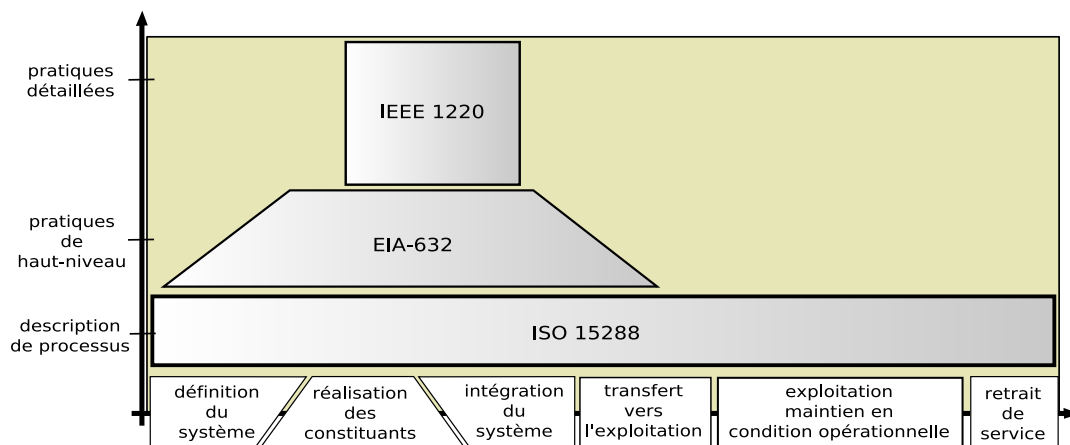 pratiques
détaillées
IEEE 1220
pratiques
de
haut-niveau
EIA-632
description
de processus
ISO 15288
définition
du
système
réalisation
des
constituants
intégration
du
système
transfert
vers
l'exploitation
exploitation
maintien en
condition opérationnelle
retrait
de
service